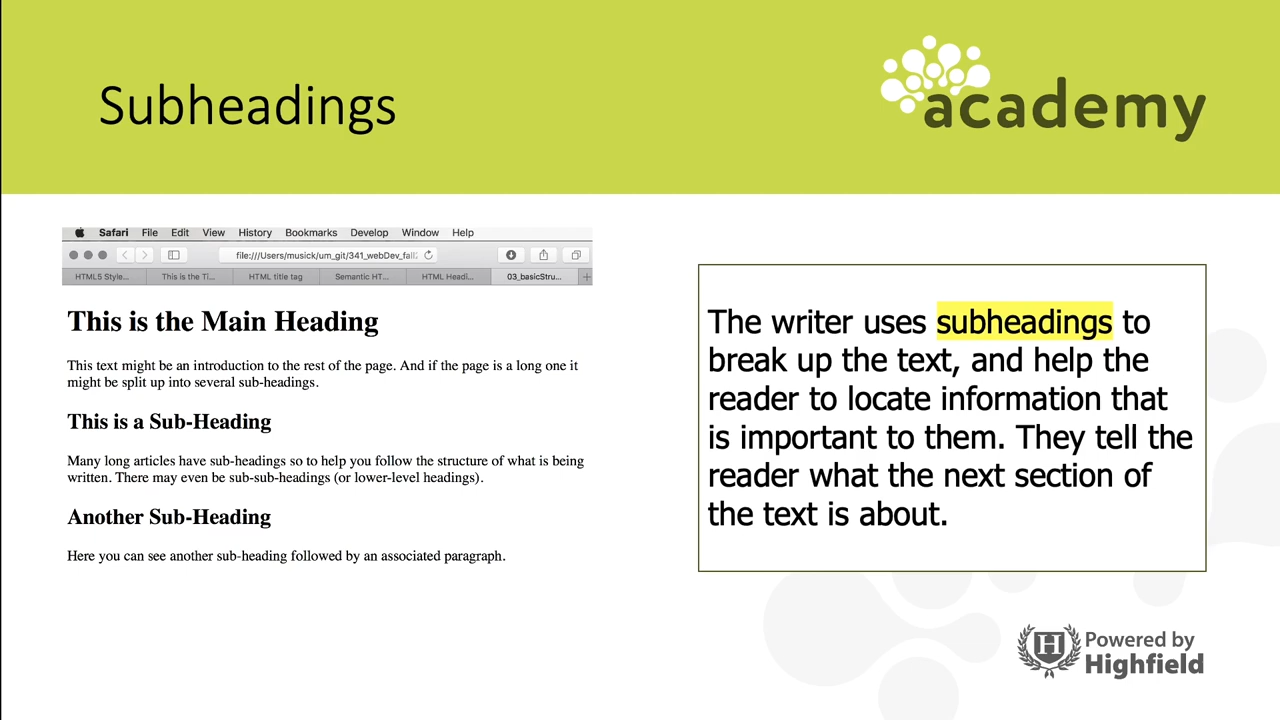 Subheadings
academy
Safari File Edit View History Bookmarks Develop Window Help
file:///Users/musick/um_git/341_webDev_fall
HTML5 Style... This is the Ti... HTML title tag Semantic HT... HTML Headi... 03_basicStru...
This is the Main Heading
This text might be an introduction to the rest of the page. And if the page is a long one it
might be split up into several sub-headings.
This is a Sub-Heading
Many long articles have sub-headings so to help you follow the structure of what is being
written. There may even be sub-sub-headings (or lower-level headings).
Another Sub-Heading
Here you can see another sub-heading followed by an associated paragraph.
The writer uses subheadings to
break up the text, and help the
reader to locate information that
is important to them. They tell the
reader what the next section of
the text is about.
H
Powered by
Highfield